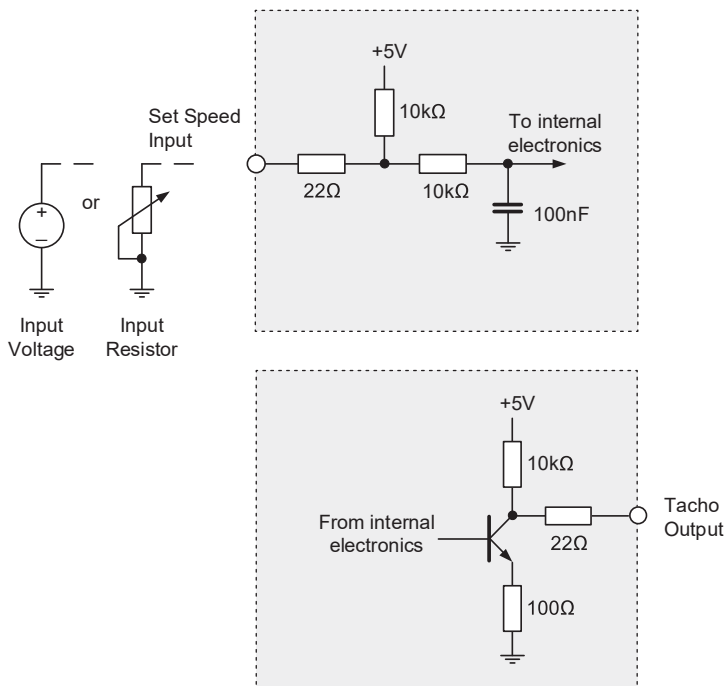 +5V
10kΩ
Set Speed
Input
To internal
electronics
22Ω
10kΩ
100nF
or
+
−
Input
Voltage
Input
Resistor
+5V
10kΩ
From internal
electronics
22Ω
Tacho
Output
100Ω